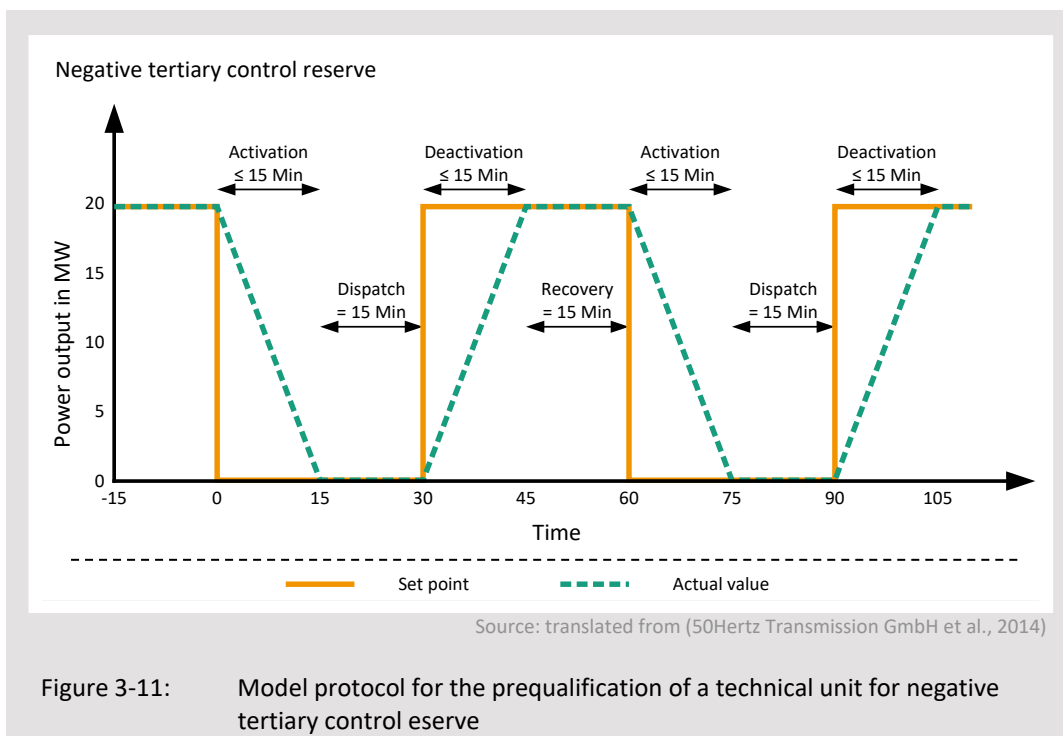 Negative tertiary control reserve
Activation
≤ 15 Min
Deactivation
≤ 15 Min
Activation
≤ 15 Min
Deactivation
≤ 15 Min
Dispatch
= 15 Min
Recovery
= 15 Min
Dispatch
= 15 Min
Power output in MW
20
15
10
5
0
-15 0 15 30 45 60 75 90 105
Time
Set point Actual value
Source: translated from (50Hertz Transmission GmbH et al., 2014)
Figure 3-11: Model protocol for the prequalification of a technical unit for negative
tertiary control eserve